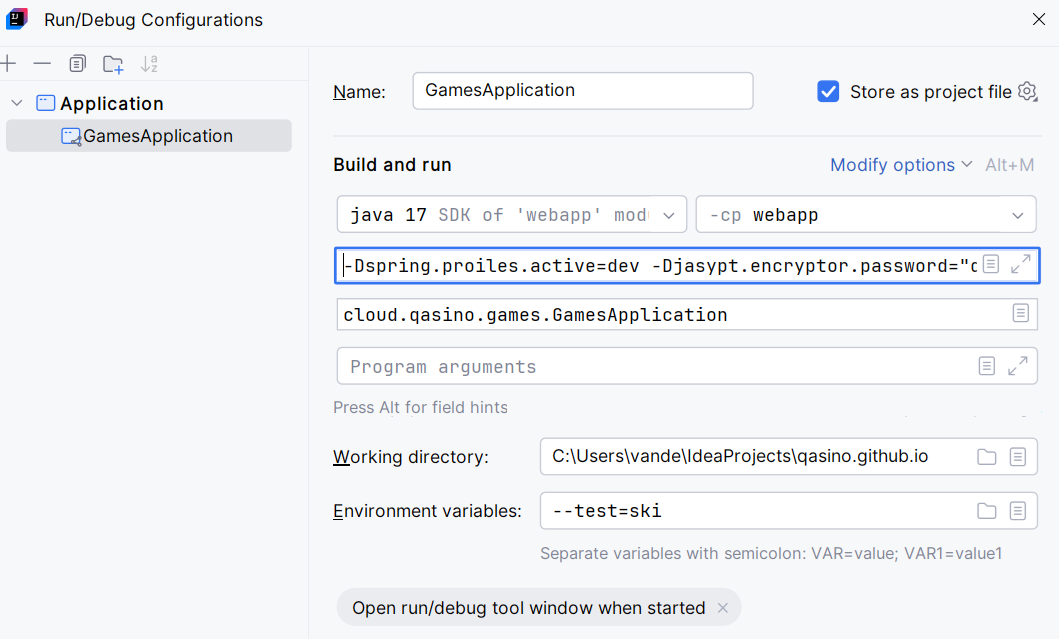 Run/Debug Configurations
Application
GamesApplication
Name: GamesApplication Store as project file
Build and run Modify options Alt+M
java 17 SDK of 'webapp' mod -cp webapp
-Dspring.proiles.active=dev -Djasypt.encryptor.password="
cloud.qasino.games.GamesApplication
Program arguments
Press Alt for field hints
Working directory: C:\Users\vande\IdeaProjects\qasino.github.io
Environment variables: --test=ski
Separate variables with semicolon: VAR=value; VAR1=value1
Open run/debug tool window when started